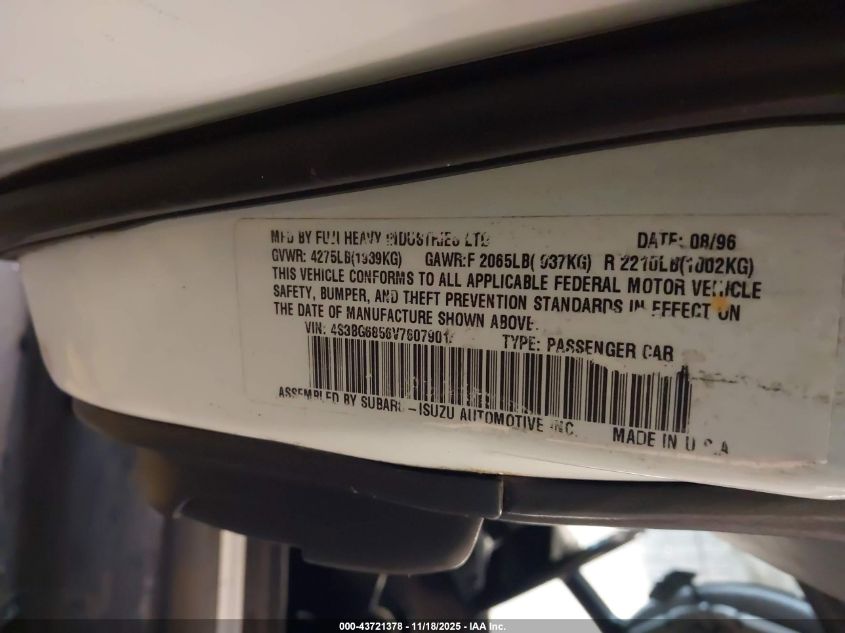 MFD BY FUJI HEAVY INDUSTRIES LTD DATE: 08/96
GVWR: 4275LB(1939KG) GAWR:F 2065LB( 937KG) R 2210LB(1002KG)
THIS VEHICLE CONFORMS TO ALL APPLICABLE FEDERAL MOTOR VEHICLE
SAFETY, BUMPER, AND THEFT PREVENTION STANDARDS IN EFFECT ON
THE DATE OF MANUFACTURE SHOWN ABOVE.
VIN: TYPE: PASSENGER CAR
ASSEMBLED BY SUBARU-ISUZU AUTOMOTIVE INC. MADE IN U.S.A
000-43721378 | 11/18/2025 - © IAA, Inc.